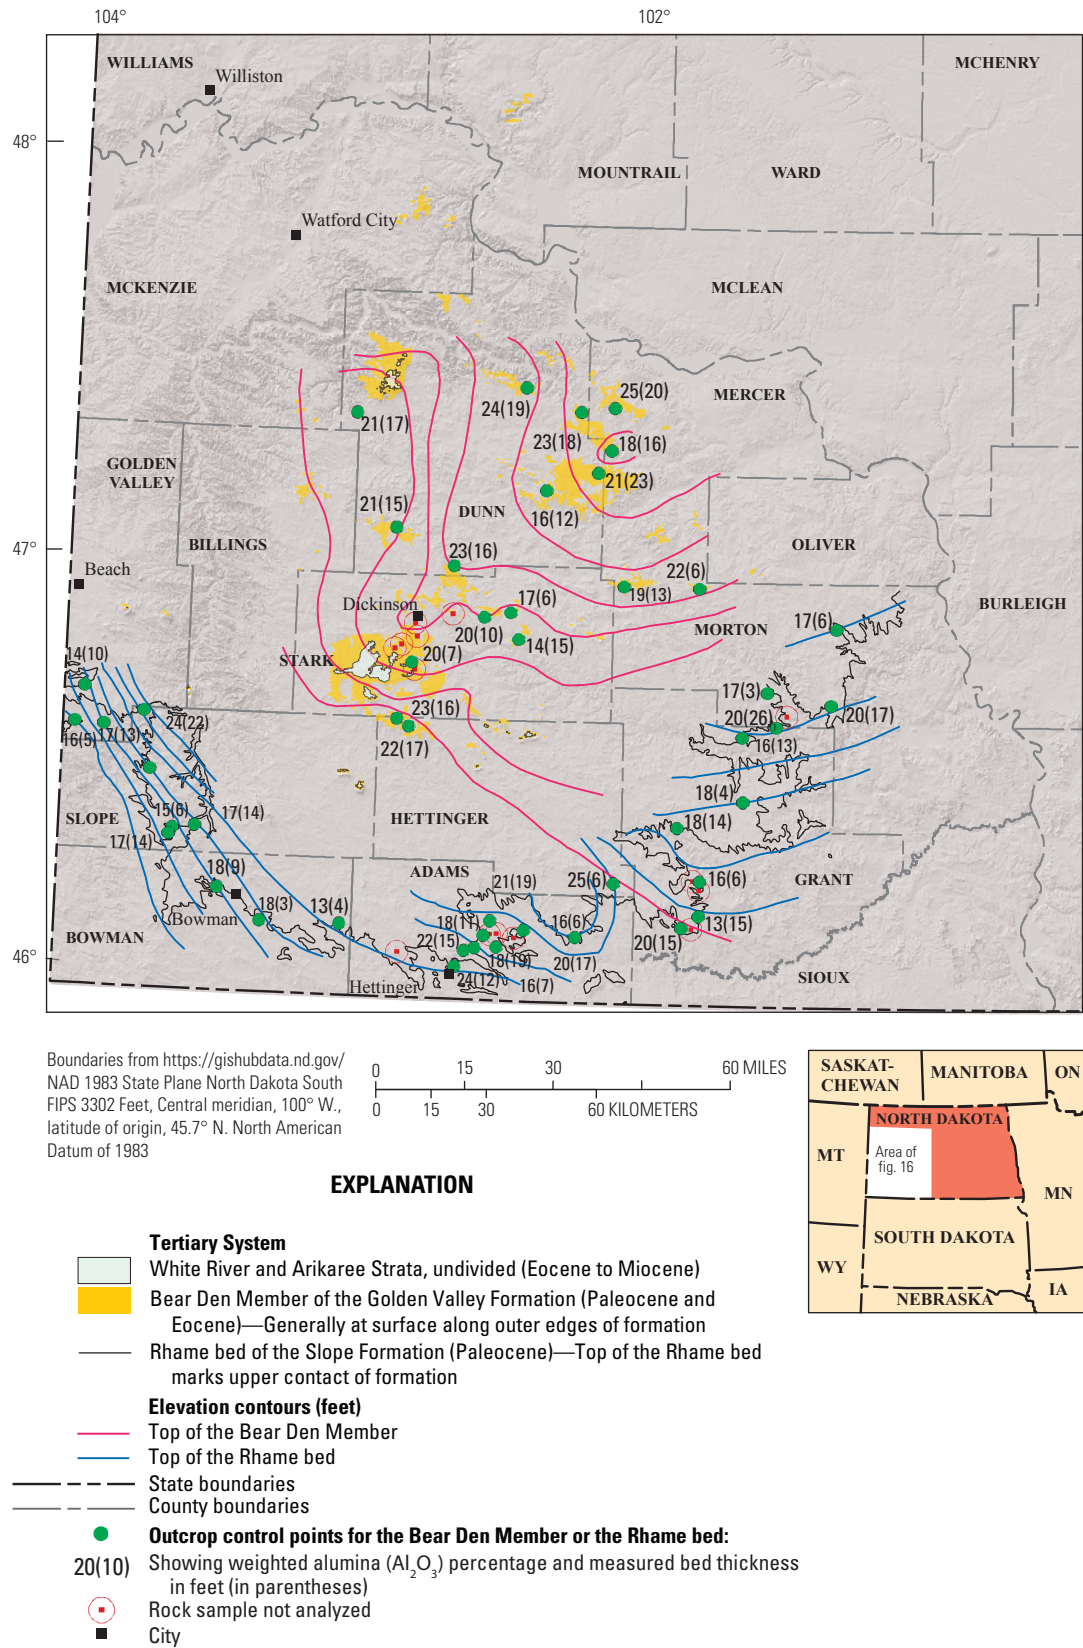 104°
102°
WILLIAMS
Williston
MCHENRY
48°
MOUNTRAIL
WARD
Watford City
MCKENZIE
MCLEAN
25(20)
MERCER
24(19)
21(17)
23(18)
18(16)
GOLDEN
VALLEY
21(23)
21(15)
DUNN
16(12)
47°
BILLINGS
OLIVER
23(16)
Beach
22(6)
19(13)
Dickinson
17(6)
BURLEIGH
20(10)
17(6)
MORTON
14(15)
14(10)
STARK
20(7)
17(3)
24(22)
23(16)
20(26)
20(17)
16(5)
17(13)
22(17)
16(13)
18(4)
15(6)
17(14)
SLOPE
HETTINGER
18(14)
17(14)
18(9)
ADAMS
21(19)
25(6)
16(6)
GRANT
18(3)
13(4)
18(11)
16(6)
13(15)
Bowman
BOWMAN
22(15)
20(15)
46°
18(19)
20(17)
SIOUX
Hettinger
24(12)
16(7)
Boundaries from https://gishubdata.nd.gov/
NAD 1983 State Plane North Dakota South
FIPS 3302 Feet, Central meridian, 100° W.,
latitude of origin, 45.7° N. North American
Datum of 1983
0 15 30 60 MILES
0 15 30 60 KILOMETERS
SASKAT-
CHEWAN
MANITOBA
ON
NORTH DAKOTA
MT
Area of
fig. 16
MN
SOUTH DAKOTA
WY
IA
NEBRASKA
EXPLANATION
Tertiary System
White River and Arikaree Strata, undivided (Eocene to Miocene)
Bear Den Member of the Golden Valley Formation (Paleocene and
Eocene)—Generally at surface along outer edges of formation
Rhame bed of the Slope Formation (Paleocene)—Top of the Rhame bed
marks upper contact of formation
Elevation contours (feet)
Top of the Bear Den Member
Top of the Rhame bed
State boundaries
County boundaries
Outcrop control points for the Bear Den Member or the Rhame bed:
20(10) Showing weighted alumina (Al₂O₃) percentage and measured bed thickness
in feet (in parentheses)
Rock sample not analyzed
City